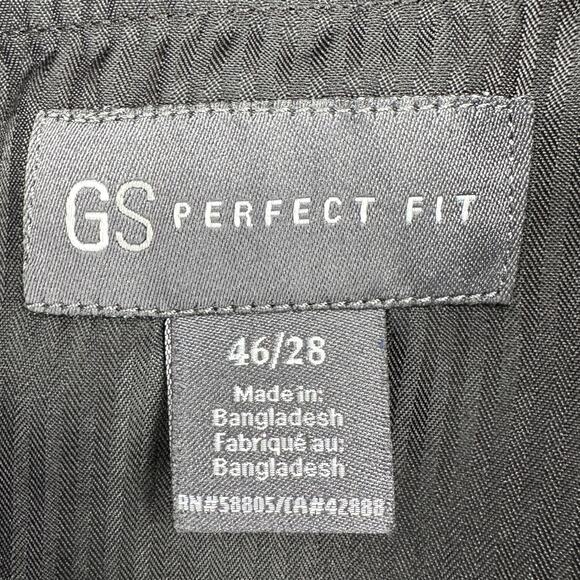 GS PERFECT FIT
46/28
Made in:
Bangladesh
Fabriqué au:
Bangladesh
RN#58805/CA#42888